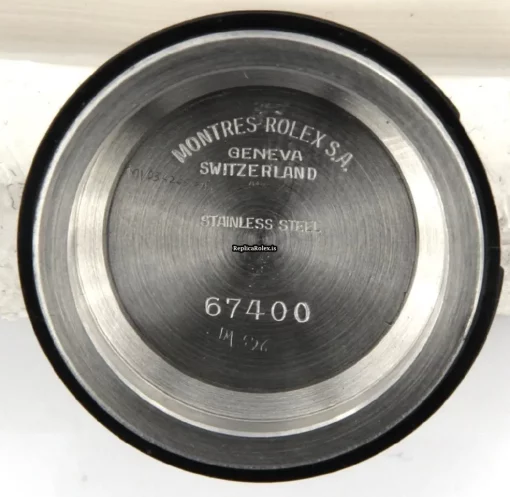 MONTRES ROLEX S.A.
GENEVA
SWITZERLAND
STAINLESS STEEL
ReplicaRolex.is
67400